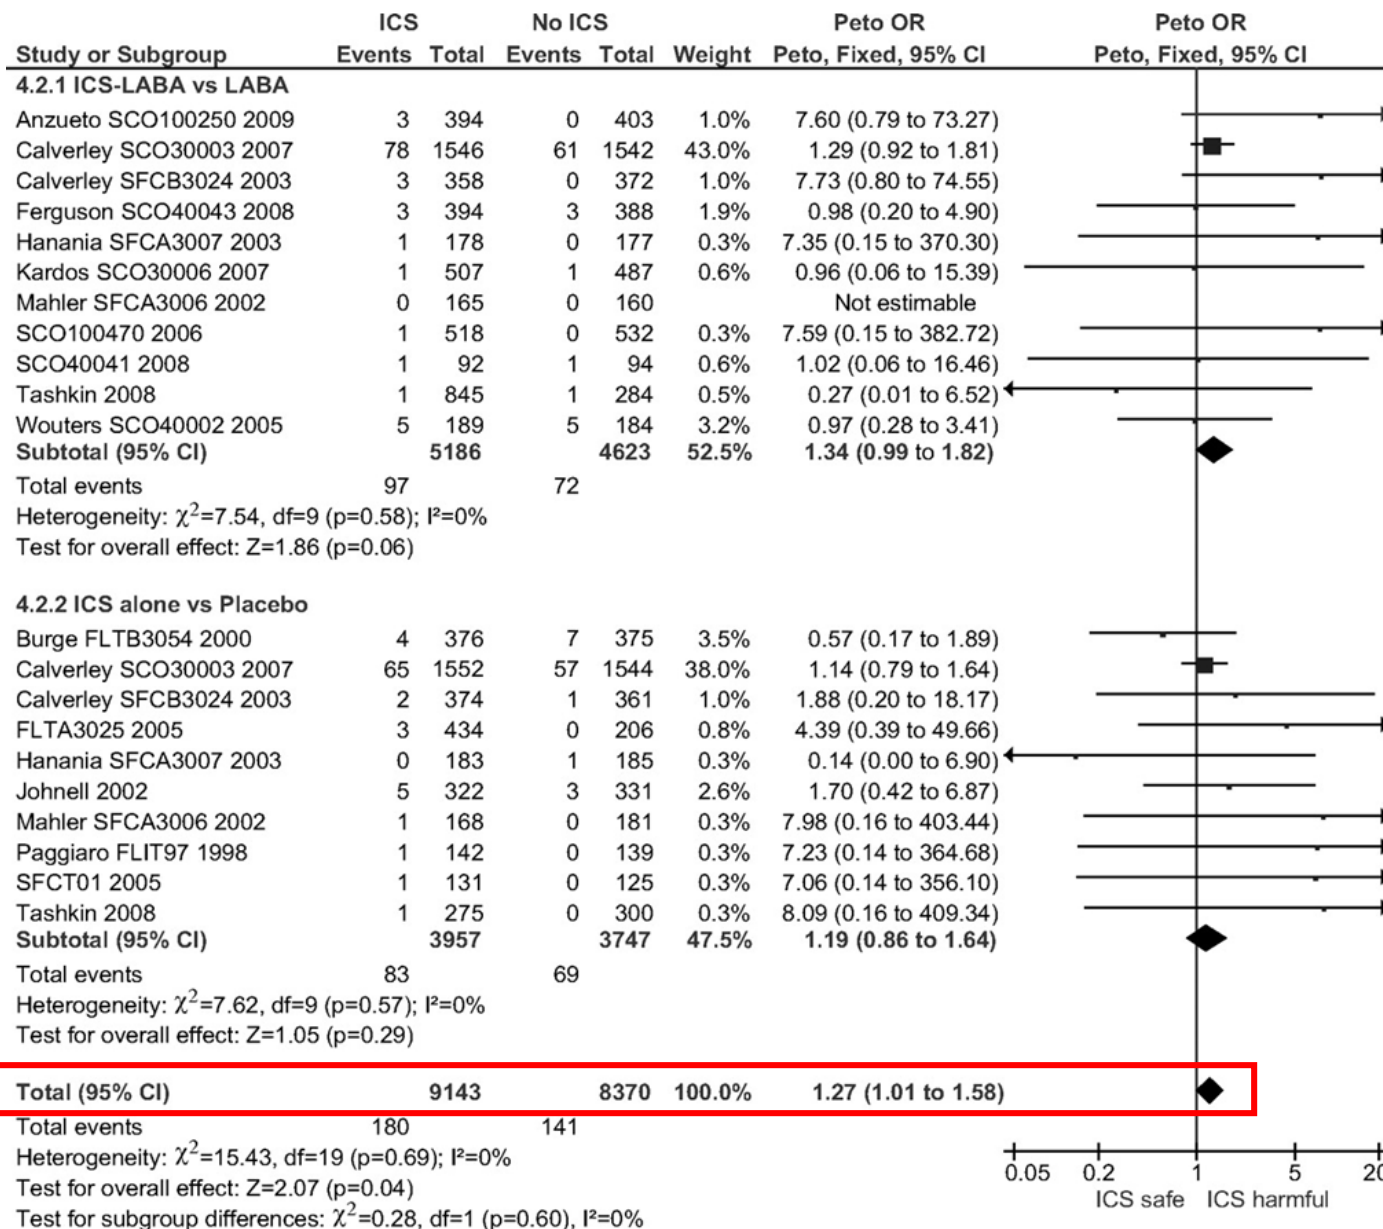 ICS No ICS Peto OR Peto OR
Study or Subgroup Events Total Events Total Weight Peto, Fixed, 95% CI Peto, Fixed, 95% CI
4.2.1 ICS-LABA vs LABA
Anzueto SCO100250 2009 3 394 0 403 1.0% 7.60 (0.79 to 73.27)
Calverley SCO30003 2007 78 1546 61 1542 43.0% 1.29 (0.92 to 1.81)
Calverley SFCB3024 2003 3 358 0 372 1.0% 7.73 (0.80 to 74.55)
Ferguson SCO40043 2008 3 394 3 388 1.9% 0.98 (0.20 to 4.90)
Hanania SFCA3007 2003 1 178 0 177 0.3% 7.35 (0.15 to 370.30)
Kardos SCO30006 2007 1 507 1 487 0.6% 0.96 (0.06 to 15.39)
Mahler SFCA3006 2002 0 165 0 160 Not estimable
SCO100470 2006 1 518 0 532 0.3% 7.59 (0.15 to 382.72)
SCO40041 2008 1 92 1 94 0.6% 1.02 (0.06 to 16.46)
Tashkin 2008 1 845 1 284 0.5% 0.27 (0.01 to 6.52)
Wouters SCO40002 2005 5 189 5 184 3.2% 0.97 (0.28 to 3.41)
Subtotal (95% CI) 5186 4623 52.5% 1.34 (0.99 to 1.82)
Total events 97 72
Heterogeneity: χ²=7.54, df=9 (p=0.58); I²=0%
Test for overall effect: Z=1.86 (p=0.06)
4.2.2 ICS alone vs Placebo
Burge FLTB3054 2000 4 376 7 375 3.5% 0.57 (0.17 to 1.89)
Calverley SCO30003 2007 65 1552 57 1544 38.0% 1.14 (0.79 to 1.64)
Calverley SFCB3024 2003 2 374 1 361 1.0% 1.88 (0.20 to 18.17)
FLTA3025 2005 3 434 0 206 0.8% 4.39 (0.39 to 49.66)
Hanania SFCA3007 2003 0 183 1 185 0.3% 0.14 (0.00 to 6.90)
Johnell 2002 5 322 3 331 2.6% 1.70 (0.42 to 6.87)
Mahler SFCA3006 2002 1 168 0 181 0.3% 7.98 (0.16 to 403.44)
Paggiaro FLIT97 1998 1 142 0 139 0.3% 7.23 (0.14 to 364.68)
SFCT01 2005 1 131 0 125 0.3% 7.06 (0.14 to 356.10)
Tashkin 2008 1 275 0 300 0.3% 8.09 (0.16 to 409.34)
Subtotal (95% CI) 3957 3747 47.5% 1.19 (0.86 to 1.64)
Total events 83 69
Heterogeneity: χ²=7.62, df=9 (p=0.57); I²=0%
Test for overall effect: Z=1.05 (p=0.29)
Total (95% CI) 9143 8370 100.0% 1.27 (1.01 to 1.58)
Total events 180 141
Heterogeneity: χ²=15.43, df=19 (p=0.69); I²=0%
Test for overall effect: Z=2.07 (p=0.04)
Test for subgroup differences: χ²=0.28, df=1 (p=0.60), I²=0%
0.05 0.2 1 5 20
ICS safe ICS harmful